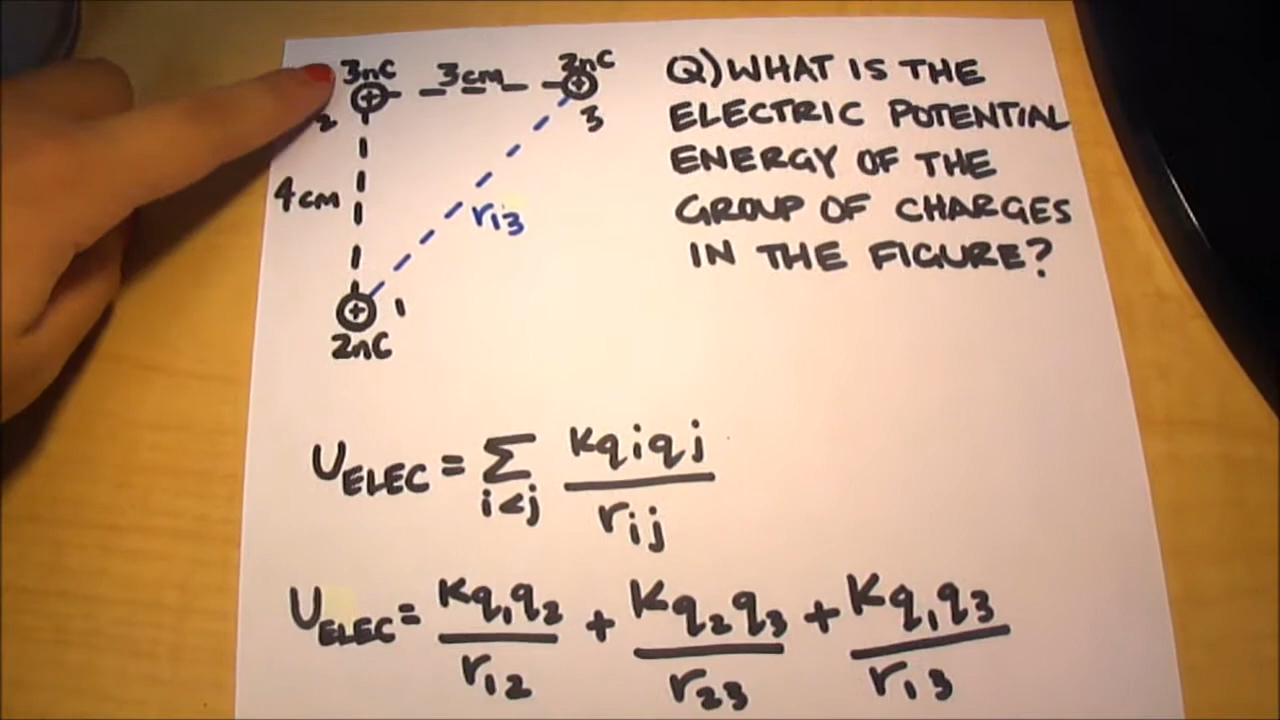 3nC 3cm 2nC
2 3
4cm
r13
1
2nC
Q) WHAT IS THE
ELECTRIC POTENTIAL
ENERGY OF THE
GROUP OF CHARGES
IN THE FIGURE?
UELEC = Σ kqiqj
i<j rij
UELEC = kq1q2 + kq2q3 + kq1q3
r12 r23 r13